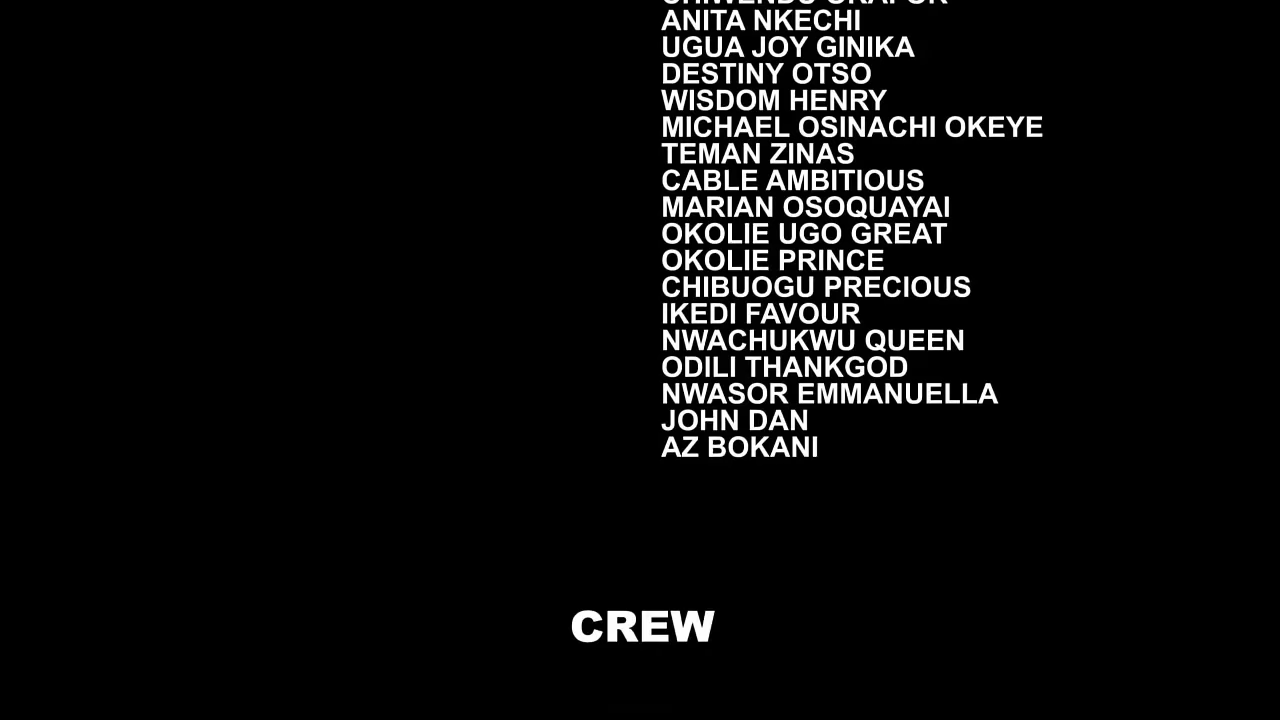 ANITA NKECHI
UGUA JOY GINIKA
DESTINY OTSO
WISDOM HENRY
MICHAEL OSINACHI OKEYE
TEMAN ZINAS
CABLE AMBITIOUS
MARIAN OSOQUAYAI
OKOLIE UGO GREAT
OKOLIE PRINCE
CHIBUOGU PRECIOUS
IKEDI FAVOUR
NWACHUKWU QUEEN
ODILI THANKGOD
NWASOR EMMANUELLA
JOHN DAN
AZ BOKANI
CREW